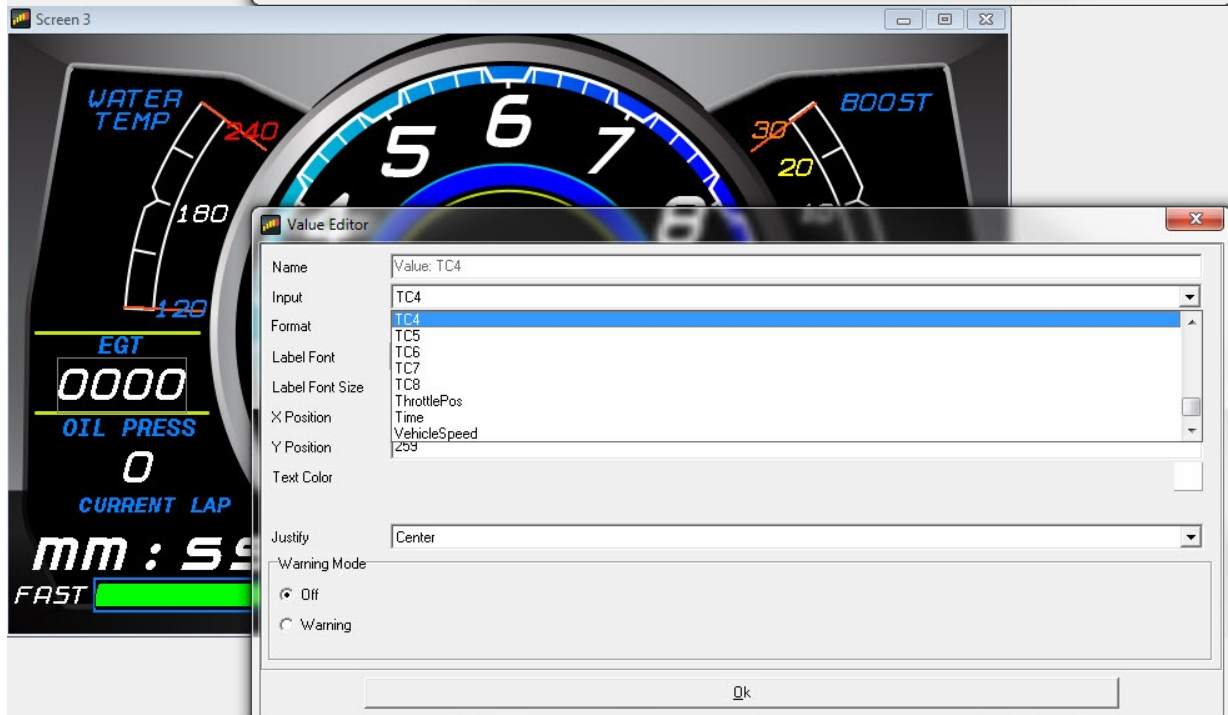 Screen 3
WATER
TEMP
240
180
120
5
6
7
8
BOOST
30
20
10
EGT
0000
OIL PRESS
0
CURRENT LAP
mm:ss
FAST
Value Editor
Name
Value: TC4
Input
TC4
Format
TC4
TC5
TC6
TC7
TC8
ThrottlePos
Time
VehicleSpeed
Label Font
Label Font Size
X Position
Y Position
259
Text Color
Justify
Center
Warning Mode
Off
Warning
Ok